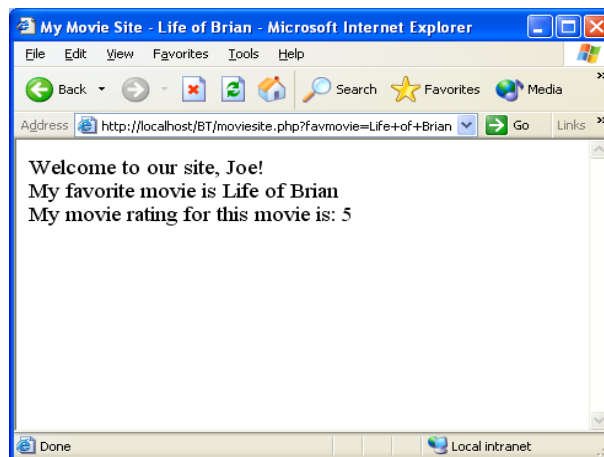 My Movie Site - Life of Brian - Microsoft Internet Explorer
File Edit View Favorites Tools Help
Back Search Favorites Media »
Address http://localhost/BT/moviesite.php?favmovie=Life+of+Brian Go Links »
Welcome to our site, Joe!
My favorite movie is Life of Brian
My movie rating for this movie is: 5
Done Local intranet